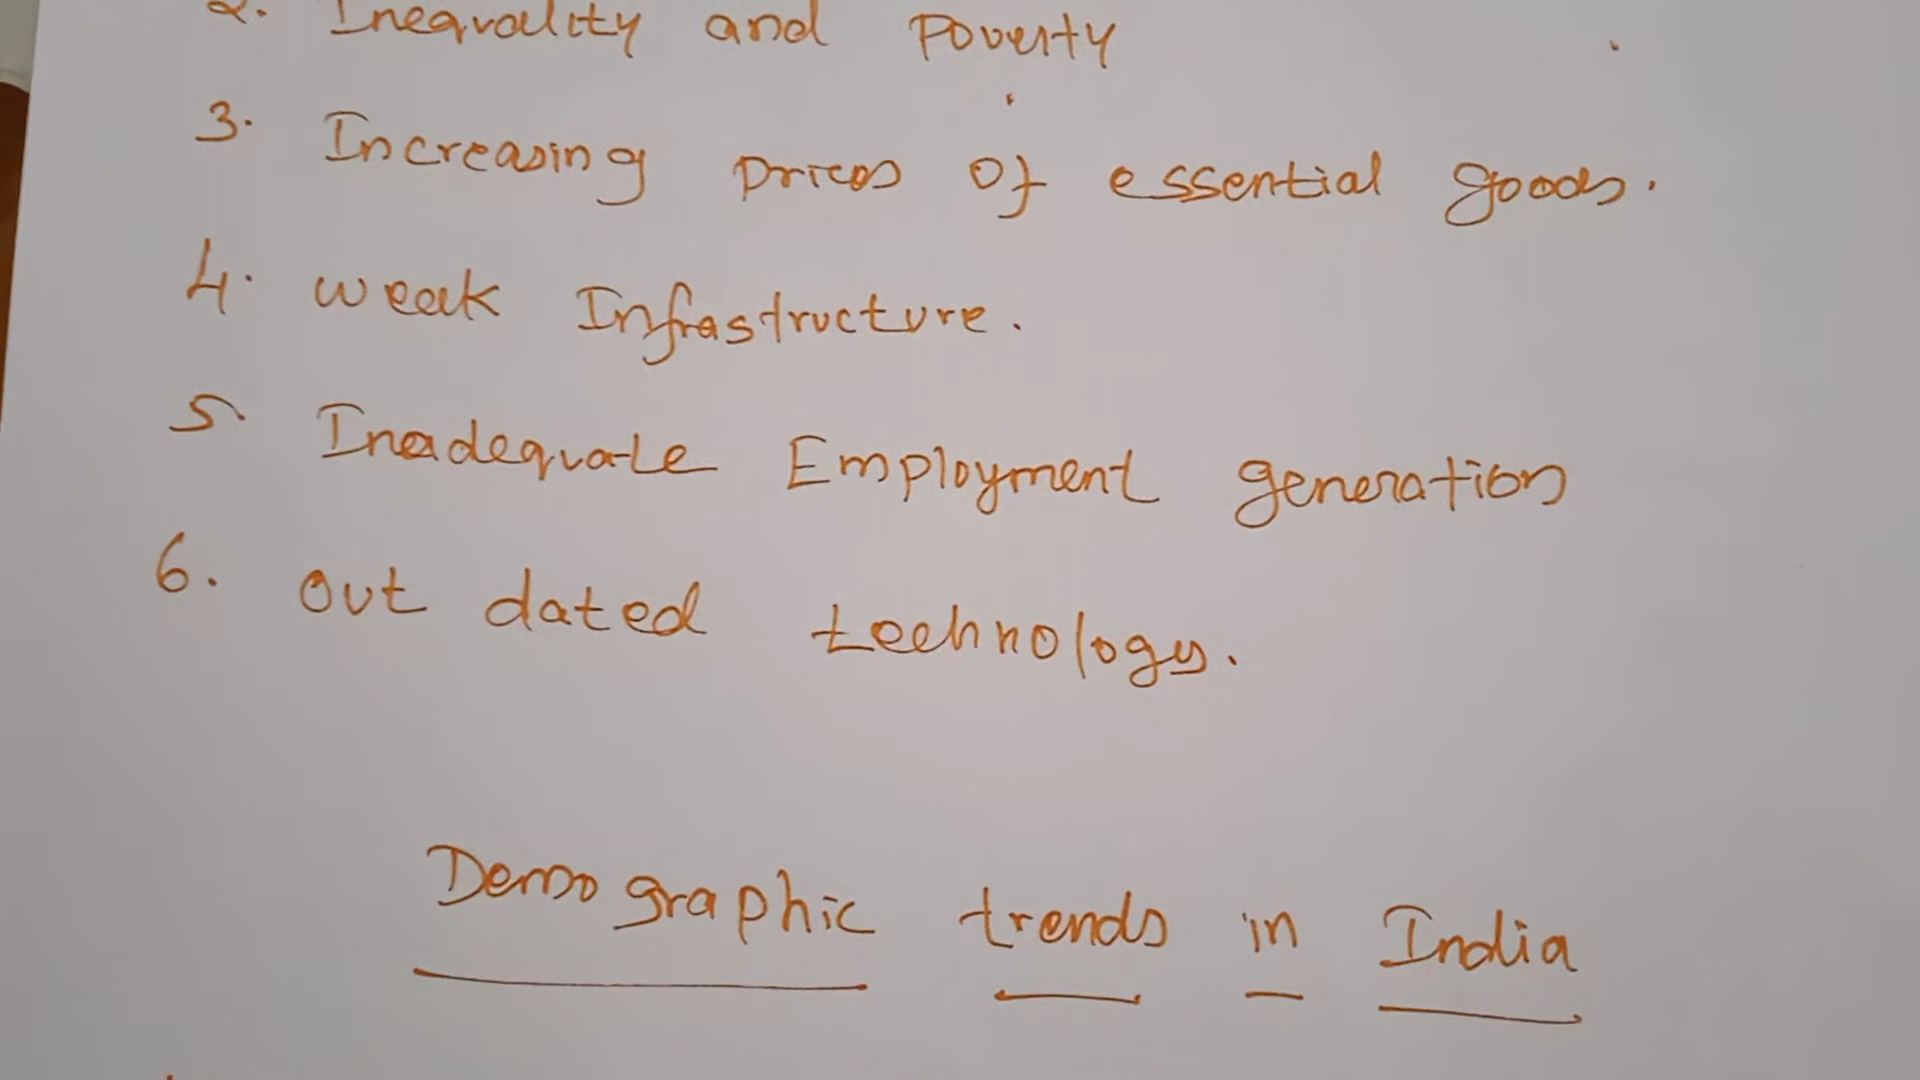 2. Inequality and Poverty
3. Increasing prices of essential goods.
4. weak Infrastructure.
5. Inadequate Employment generation
6. out dated technology.
Demographic trends in India